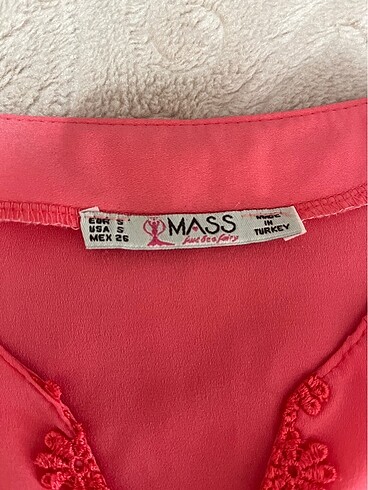 EUR S
USA S
MEX 26
MASS
just be a fairy
MADE
IN
TURKEY